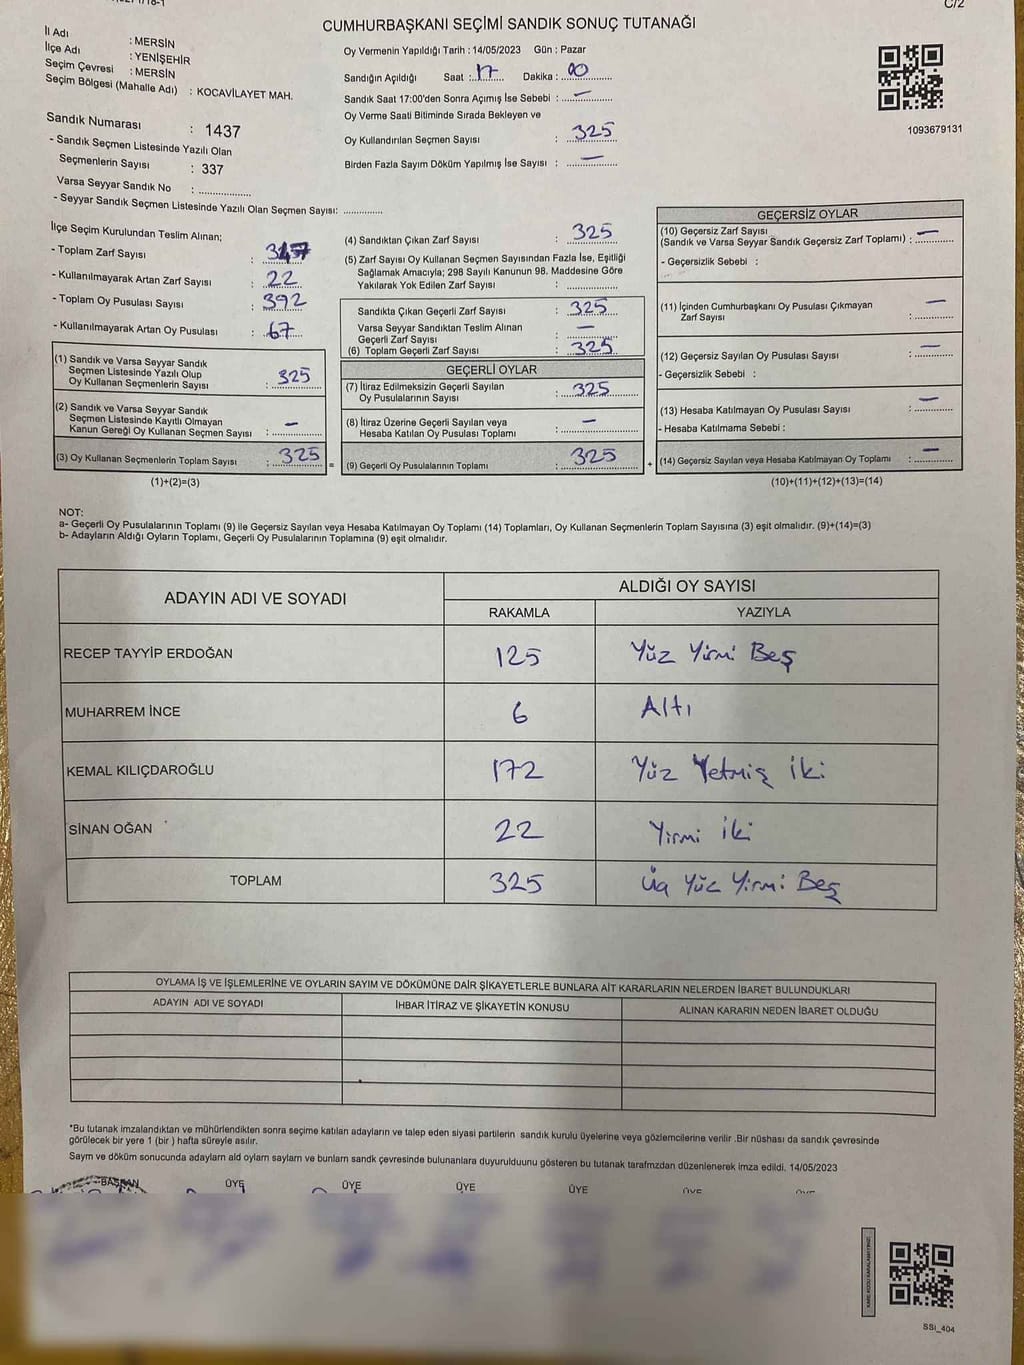 C/2
CUMHURBAŞKANI SEÇİMİ SANDIK SONUÇ TUTANAĞI
İl Adı : MERSİN
İlçe Adı : YENİŞEHİR
Seçim Çevresi : MERSİN
Seçim Bölgesi (Mahalle Adı) : KOCAVİLAYET MAH.
Sandık Numarası : 1437
- Sandık Seçmen Listesinde Yazılı Olan
Seçmenlerin Sayısı : 337
Varsa Seyyar Sandık No : ..............
- Seyyar Sandık Seçmen Listesinde Yazılı Olan Seçmen Sayısı: ............
Oy Vermenin Yapıldığı Tarih : 14/05/2023 Gün : Pazar
Sandığın Açıldığı Saat : 17 Dakika : 00
Sandık Saat 17:00'den Sonra Açımış İse Sebebi : —
Oy Verme Saati Bitiminde Sırada Bekleyen ve
Oy Kullandırılan Seçmen Sayısı : 325
Birden Fazla Sayım Döküm Yapılmış İse Sayısı : —
1093679131
İlçe Seçim Kurulundan Teslim Alınan;
- Toplam Zarf Sayısı :
- Kullanılmayarak Artan Zarf Sayısı : 22
- Toplam Oy Pusulası Sayısı : 392
- Kullanılmayarak Artan Oy Pusulası : 67
(1) Sandık ve Varsa Seyyar Sandık
Seçmen Listesinde Yazılı Olup
Oy Kullanan Seçmenlerin Sayısı : 325
(2) Sandık ve Varsa Seyyar Sandık
Seçmen Listesinde Kayıtlı Olmayan
Kanun Gereği Oy Kullanan Seçmen Sayısı : —
(3) Oy Kullanan Seçmenlerin Toplam Sayısı : 325
(1)+(2)=(3)
(4) Sandıktan Çıkan Zarf Sayısı : 325
(5) Zarf Sayısı Oy Kullanan Seçmen Sayısından Fazla İse, Eşitliği
Sağlamak Amacıyla; 298 Sayılı Kanunun 98. Maddesine Göre
Yakılarak Yok Edilen Zarf Sayısı : ............
Sandıkta Çıkan Geçerli Zarf Sayısı : 325
Varsa Seyyar Sandıktan Teslim Alınan
Geçerli Zarf Sayısı : —
(6) Toplam Geçerli Zarf Sayısı : 325
GEÇERLİ OYLAR
(7) İtiraz Edilmeksizin Geçerli Sayılan
Oy Pusulalarının Sayısı : 325
(8) İtiraz Üzerine Geçerli Sayılan veya
Hesaba Katılan Oy Pusulası Toplamı : —
= (9) Geçerli Oy Pusulalarının Toplamı : 325 +
GEÇERSİZ OYLAR
(10) Geçersiz Zarf Sayısı
(Sandık ve Varsa Seyyar Sandık Geçersiz Zarf Toplamı) : —
- Geçersizlik Sebebi :
(11) İçinden Cumhurbaşkanı Oy Pusulası Çıkmayan
Zarf Sayısı : —
(12) Geçersiz Sayılan Oy Pusulası Sayısı : —
- Geçersizlik Sebebi :
(13) Hesaba Katılmayan Oy Pusulası Sayısı : —
- Hesaba Katılmama Sebebi :
(14) Geçersiz Sayılan veya Hesaba Katılmayan Oy Toplamı : —
(10)+(11)+(12)+(13)=(14)
NOT:
a- Geçerli Oy Pusulalarının Toplamı (9) ile Geçersiz Sayılan veya Hesaba Katılmayan Oy Toplamı (14) Toplamları, Oy Kullanan Seçmenlerin Toplam Sayısına (3) eşit olmalıdır. (9)+(14)=(3)
b- Adayların Aldığı Oyların Toplamı, Geçerli Oy Pusulalarının Toplamına (9) eşit olmalıdır.
ADAYIN ADI VE SOYADI ALDIĞI OY SAYISI
RAKAMLA YAZIYLA
RECEP TAYYİP ERDOĞAN 125 Yüz Yirmi Beş
MUHARREM İNCE 6 Altı
KEMAL KILIÇDAROĞLU 172 Yüz Yetmiş İki
SİNAN OĞAN 22 Yirmi İki
TOPLAM 325 Üç Yüz Yirmi Beş
OYLAMA İŞ VE İŞLEMLERİNE VE OYLARIN SAYIM VE DÖKÜMÜNE DAİR ŞİKAYETLERLE BUNLARA AİT KARARLARIN NELERDEN İBARET BULUNDUKLARI
ADAYIN ADI VE SOYADI İHBAR İTİRAZ VE ŞİKAYETİN KONUSU ALINAN KARARIN NEDEN İBARET OLDUĞU
*Bu tutanak imzalandıktan ve mühürlendikten sonra seçime katılan adayların ve talep eden siyasi partilerin sandık kurulu üyelerine veya gözlemcilerine verilir .Bir nüshası da sandık çevresinde
görülecek bir yere 1 (bir ) hafta süreyle asılır.
Sayım ve döküm sonucunda adayların ald oylarn sayların ve bunlarn sandk çevresinde bulunanlara duyurulduunu gösteren bu tutanak tarafmzdan düzenlenerek imza edildi. 14/05/2023
BAŞKAN ÜYE ÜYE ÜYE ÜYE ÜYE ÜYE
SSI_404